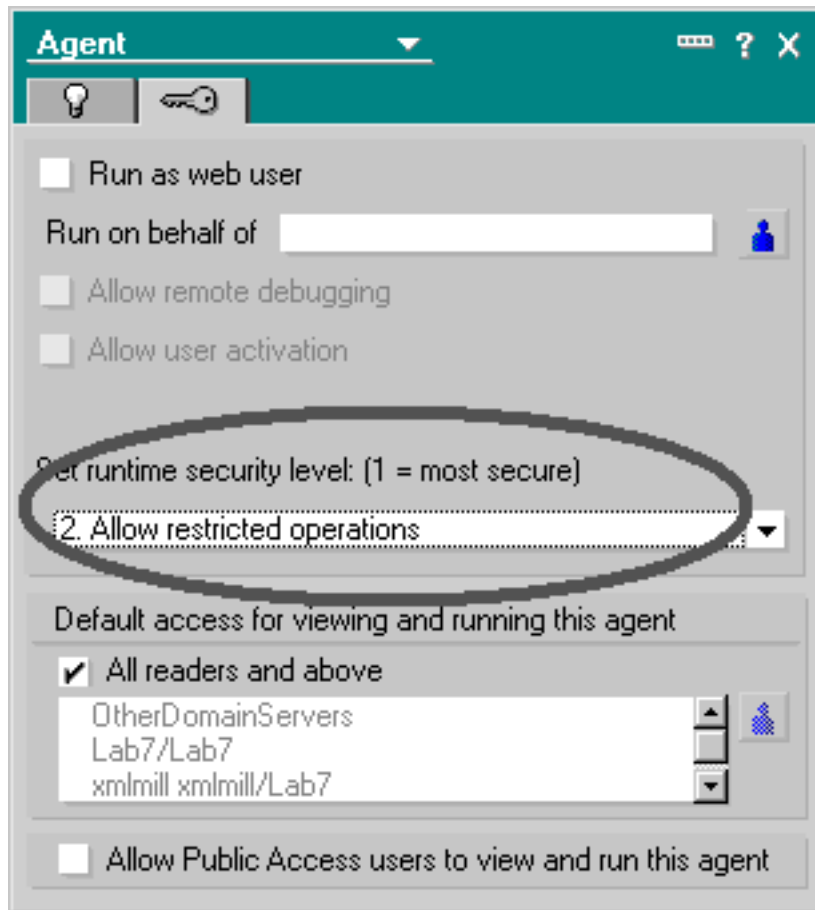 Agent
? X
Run as web user
Run on behalf of
Allow remote debugging
Allow user activation
Set runtime security level: (1 = most secure)
2. Allow restricted operations
Default access for viewing and running this agent
All readers and above
OtherDomainServers
Lab7/Lab7
xmlmill xmlmill/Lab7
Allow Public Access users to view and run this agent